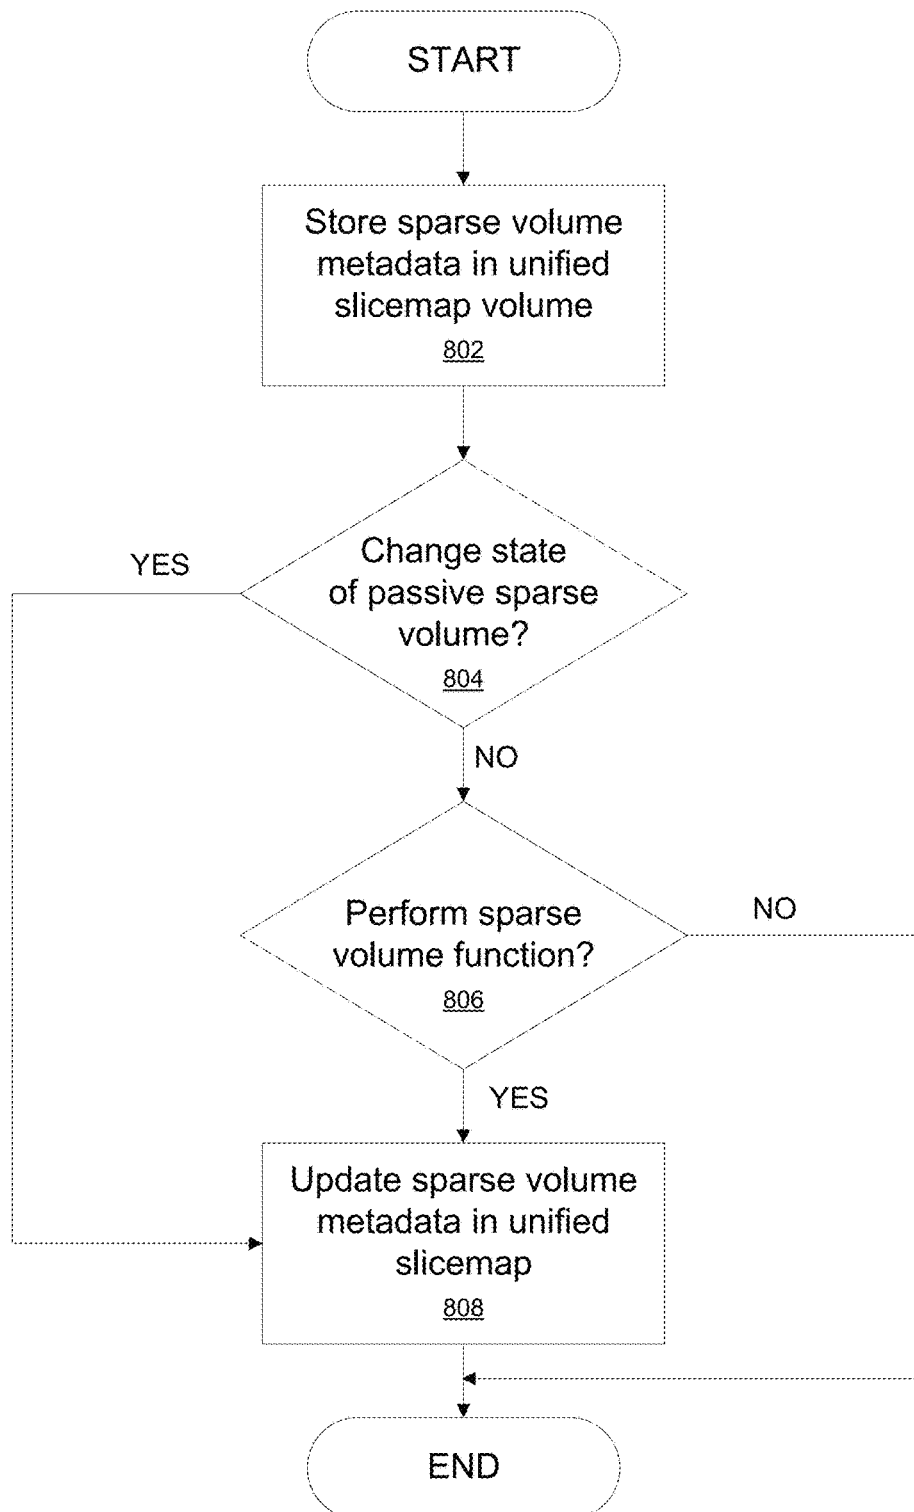 START
Store sparse volume
metadata in unified
slicemap volume
802
Change state
of passive sparse
volume?
804
YES
NO
Perform sparse
volume function?
806
NO
YES
Update sparse volume
metadata in unified
slicemap
808
END